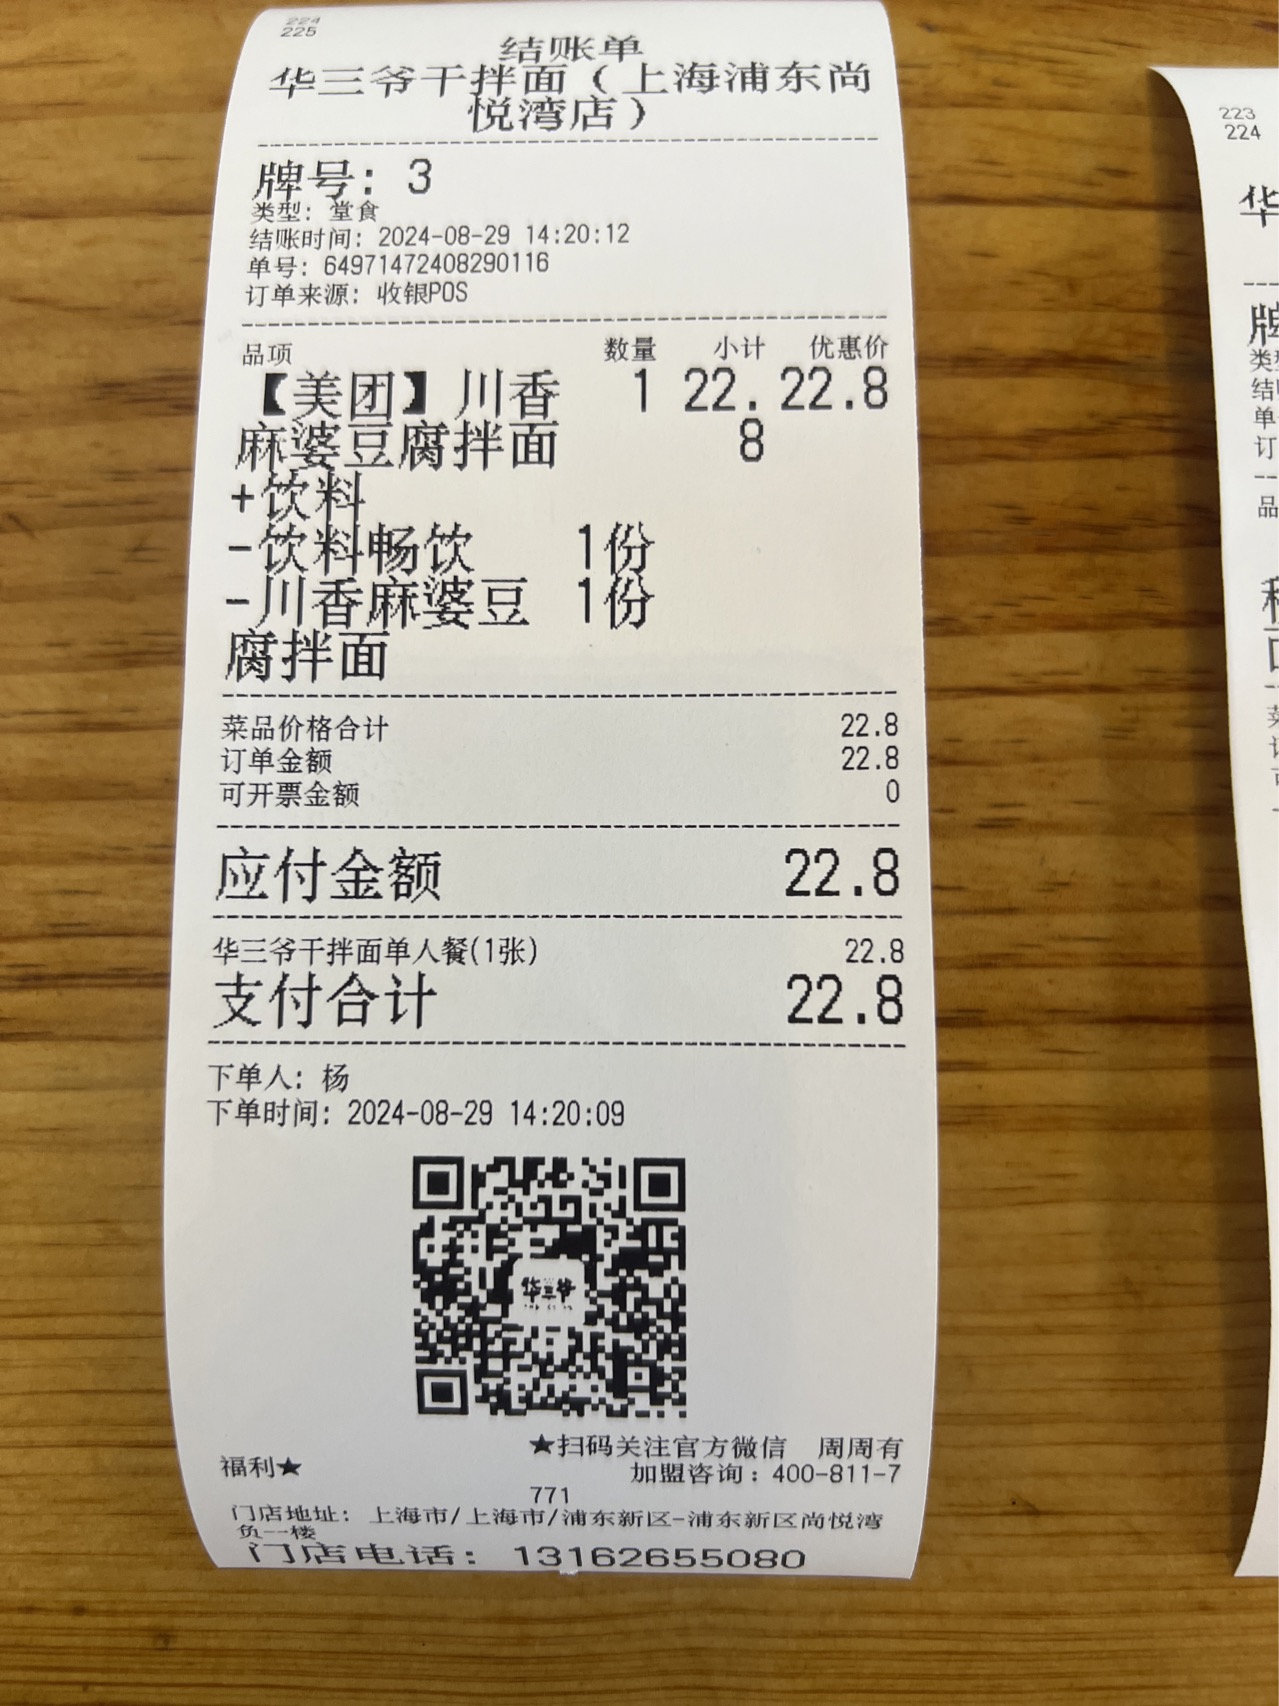 224
225
结账单
华三爷干拌面（上海浦东尚
悦湾店）
牌号：3
类型：堂食
结账时间：2024-08-29 14:20:12
单号：64971472408290116
订单来源：收银POS
品项 数量 小计 优惠价
【美团】川香 1 22. 22.8
麻婆豆腐拌面 8
+饮料
-饮料畅饮 1份
-川香麻婆豆 1份
腐拌面
菜品价格合计 22.8
订单金额 22.8
可开票金额 0
应付金额 22.8
华三爷干拌面单人餐(1张) 22.8
支付合计 22.8
下单人：杨
下单时间：2024-08-29 14:20:09
华三爷
★扫码关注官方微信 周周有
福利★ 加盟咨询：400-811-7
771
门店地址：上海市/上海市/浦东新区-浦东新区尚悦湾
负一楼
门店电话：13162655080
223
224
华
牌
类
结
单
订
品